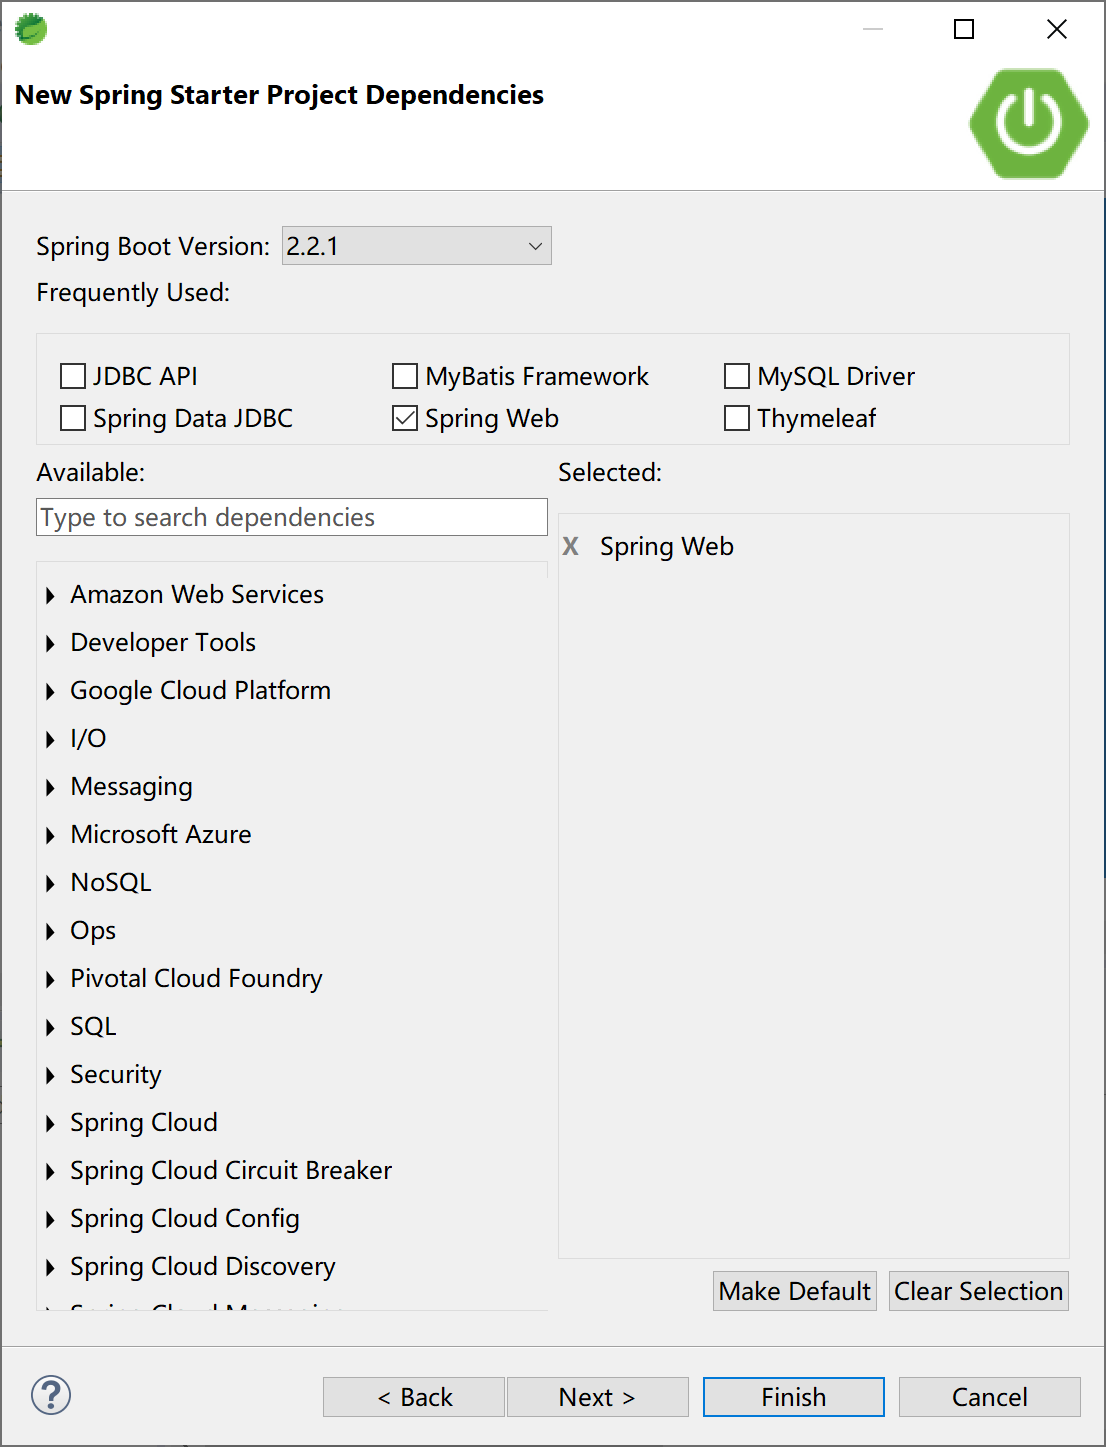 New Spring Starter Project Dependencies
Spring Boot Version: 2.2.1
Frequently Used:
JDBC API MyBatis Framework MySQL Driver
Spring Data JDBC Spring Web Thymeleaf
Available: Selected:
Type to search dependencies
X Spring Web
Amazon Web Services
Developer Tools
Google Cloud Platform
I/O
Messaging
Microsoft Azure
NoSQL
Ops
Pivotal Cloud Foundry
SQL
Security
Spring Cloud
Spring Cloud Circuit Breaker
Spring Cloud Config
Spring Cloud Discovery
Spring Cloud Messaging
Make Default Clear Selection
? < Back Next > Finish Cancel